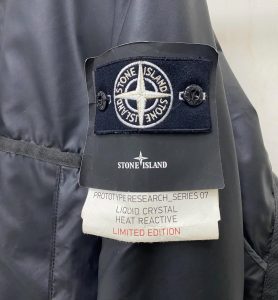 STONE ISLAND
STONE ISLAND
PROTOTYPE RESEARCH_SERIES 07
LIQUID CRYSTAL
HEAT REACTIVE
LIMITED EDITION